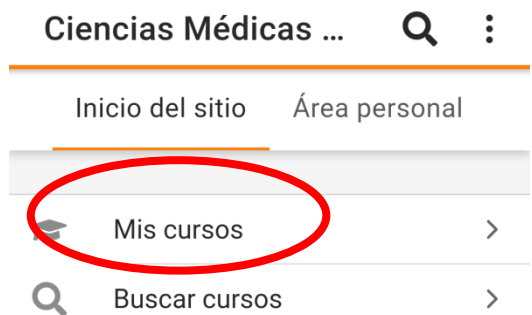 Ciencias Médicas ...
Inicio del sitio Área personal
Mis cursos
Buscar cursos